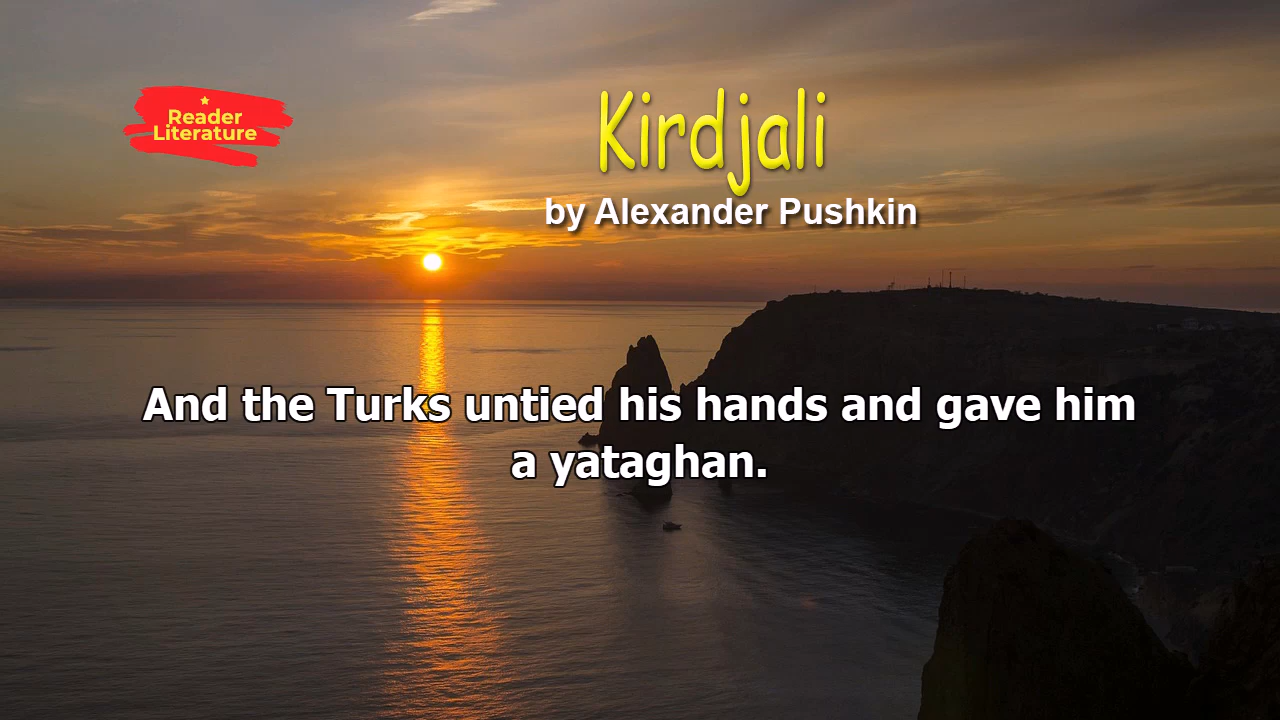 Reader
Literature
Kirdjali
by Alexander Pushkin
And the Turks untied his hands and gave him
a yataghan.